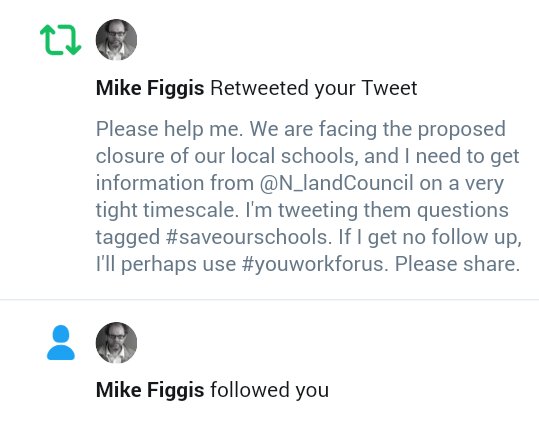 Mike Figgis Retweeted your Tweet
Please help me. We are facing the proposed
closure of our local schools, and I need to get
information from @N_landCouncil on a very
tight timescale. I'm tweeting them questions
tagged #saveourschools. If I get no follow up,
I'll perhaps use #youworkforus. Please share.
Mike Figgis followed you